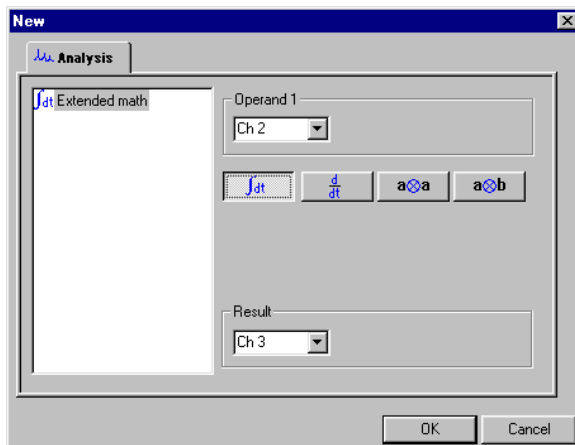 New
Analysis
∫dt Extended math
Operand 1
Ch 2
∫dt
d/dt
a⊗a
a⊗b
Result
Ch 3
OK
Cancel